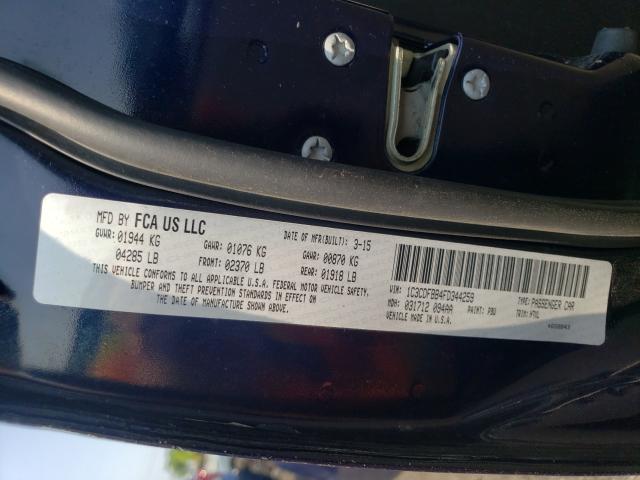 MFD BY FCA US LLC
DATE OF MFR(BUILT): 3-15
GVWR: 01944 KG
GAWR: 01076 KG
GAWR: 00870 KG
04285 LB
FRONT: 02370 LB
REAR: 01918 LB
THIS VEHICLE CONFORMS TO ALL APPLICABLE FEDERAL MOTOR VEHICLE SAFETY,
BUMPER AND THEFT PREVENTION STANDARDS IN EFFECT ON
THE DATE OF MANUFACTURE SHOWN ABOVE.
VIN: 1C3CDFBB4FD344259
TYPE: PASSENGER CAR
MDH: 031712 094AA
PAINT: PBU
TRIM:
VEHICLE MADE IN U.S.A.